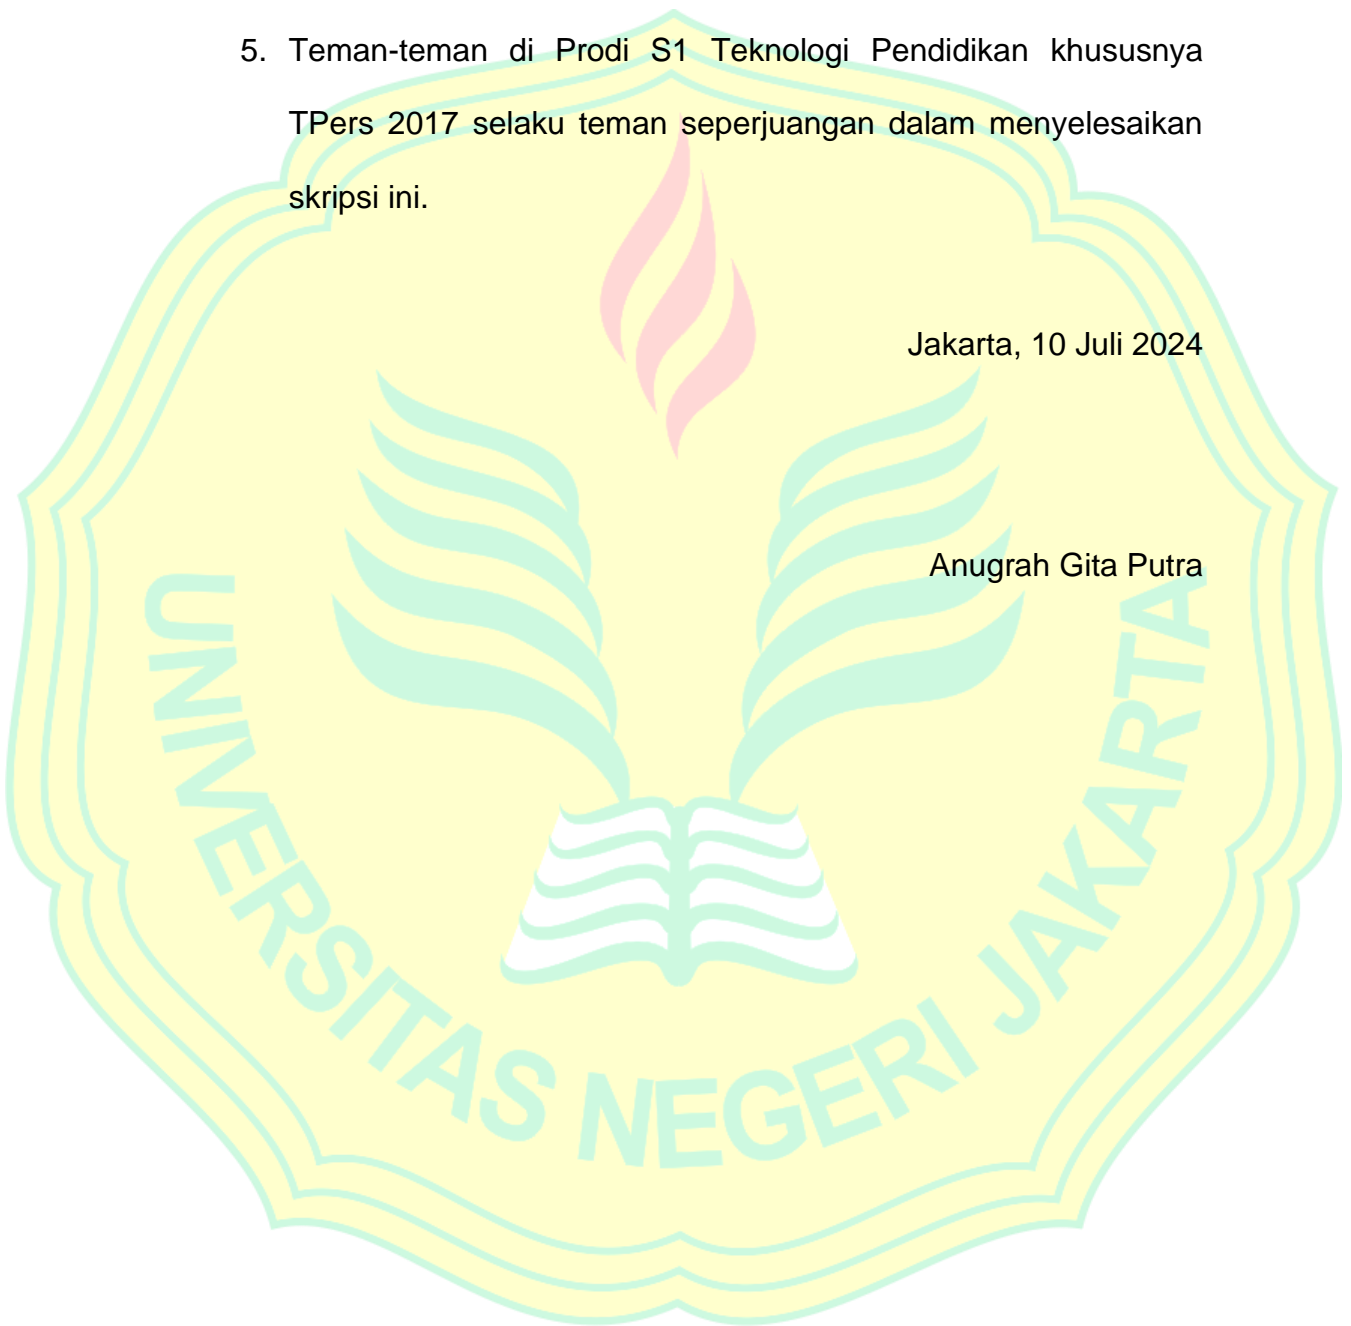 5. Teman-teman di Prodi S1 Teknologi Pendidikan khususnya
TPers 2017 selaku teman seperjuangan dalam menyelesaikan
skripsi ini.
Jakarta, 10 Juli 2024
Anugrah Gita Putra
UNIVERSITAS NEGERI JAKARTA